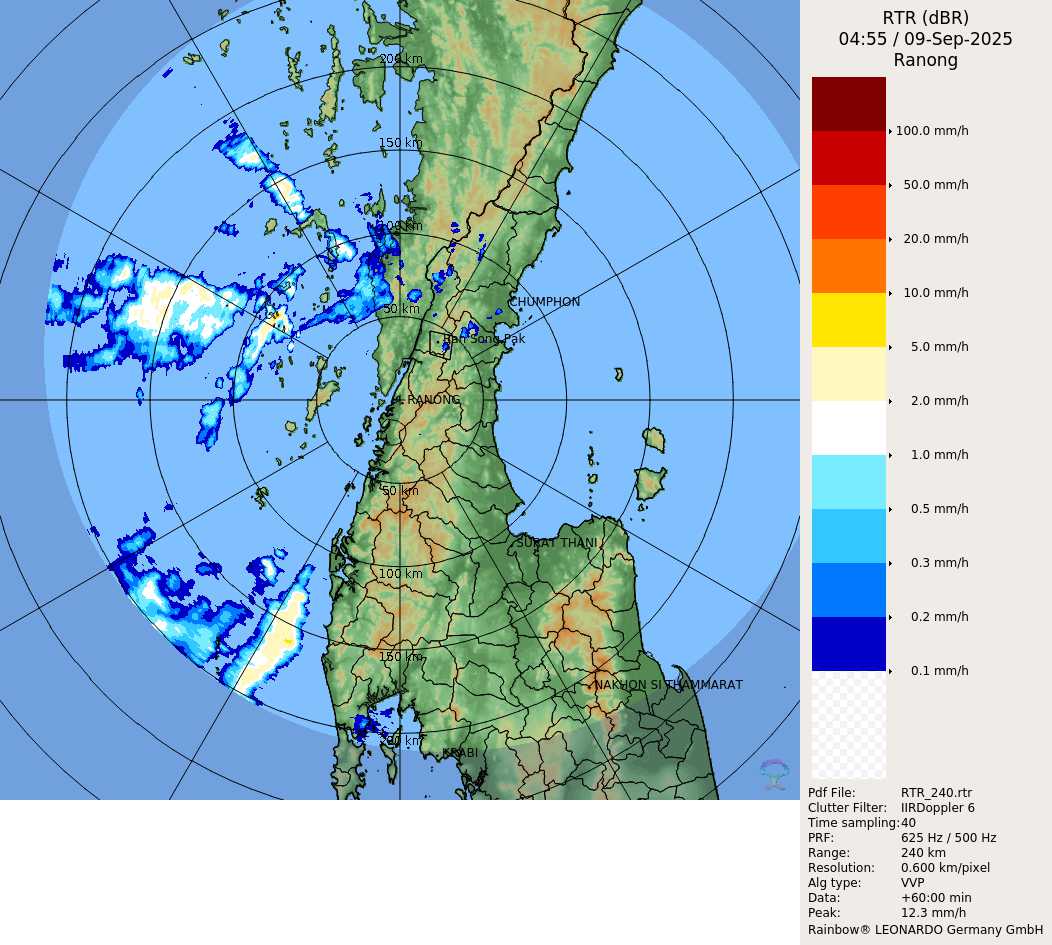 RTR (dBR)
04:55 / 09-Sep-2025
Ranong
100.0 mm/h
50.0 mm/h
20.0 mm/h
10.0 mm/h
5.0 mm/h
2.0 mm/h
1.0 mm/h
0.5 mm/h
0.3 mm/h
0.2 mm/h
0.1 mm/h
Pdf File: RTR_240.rtr
Clutter Filter: IIRDoppler 6
Time sampling:40
PRF: 625 Hz / 500 Hz
Range: 240 km
Resolution: 0.600 km/pixel
Alg type: VVP
Data: +60:00 min
Peak: 12.3 mm/h
Rainbow® LEONARDO Germany GmbH
200 km
150 km
100 km
CHUMPHON
50 km
Ban Song Pak
RANONG
50 km
SURAT THANI
100 km
150 km
NAKHON SI THAMMARAT
200 km
KRABI